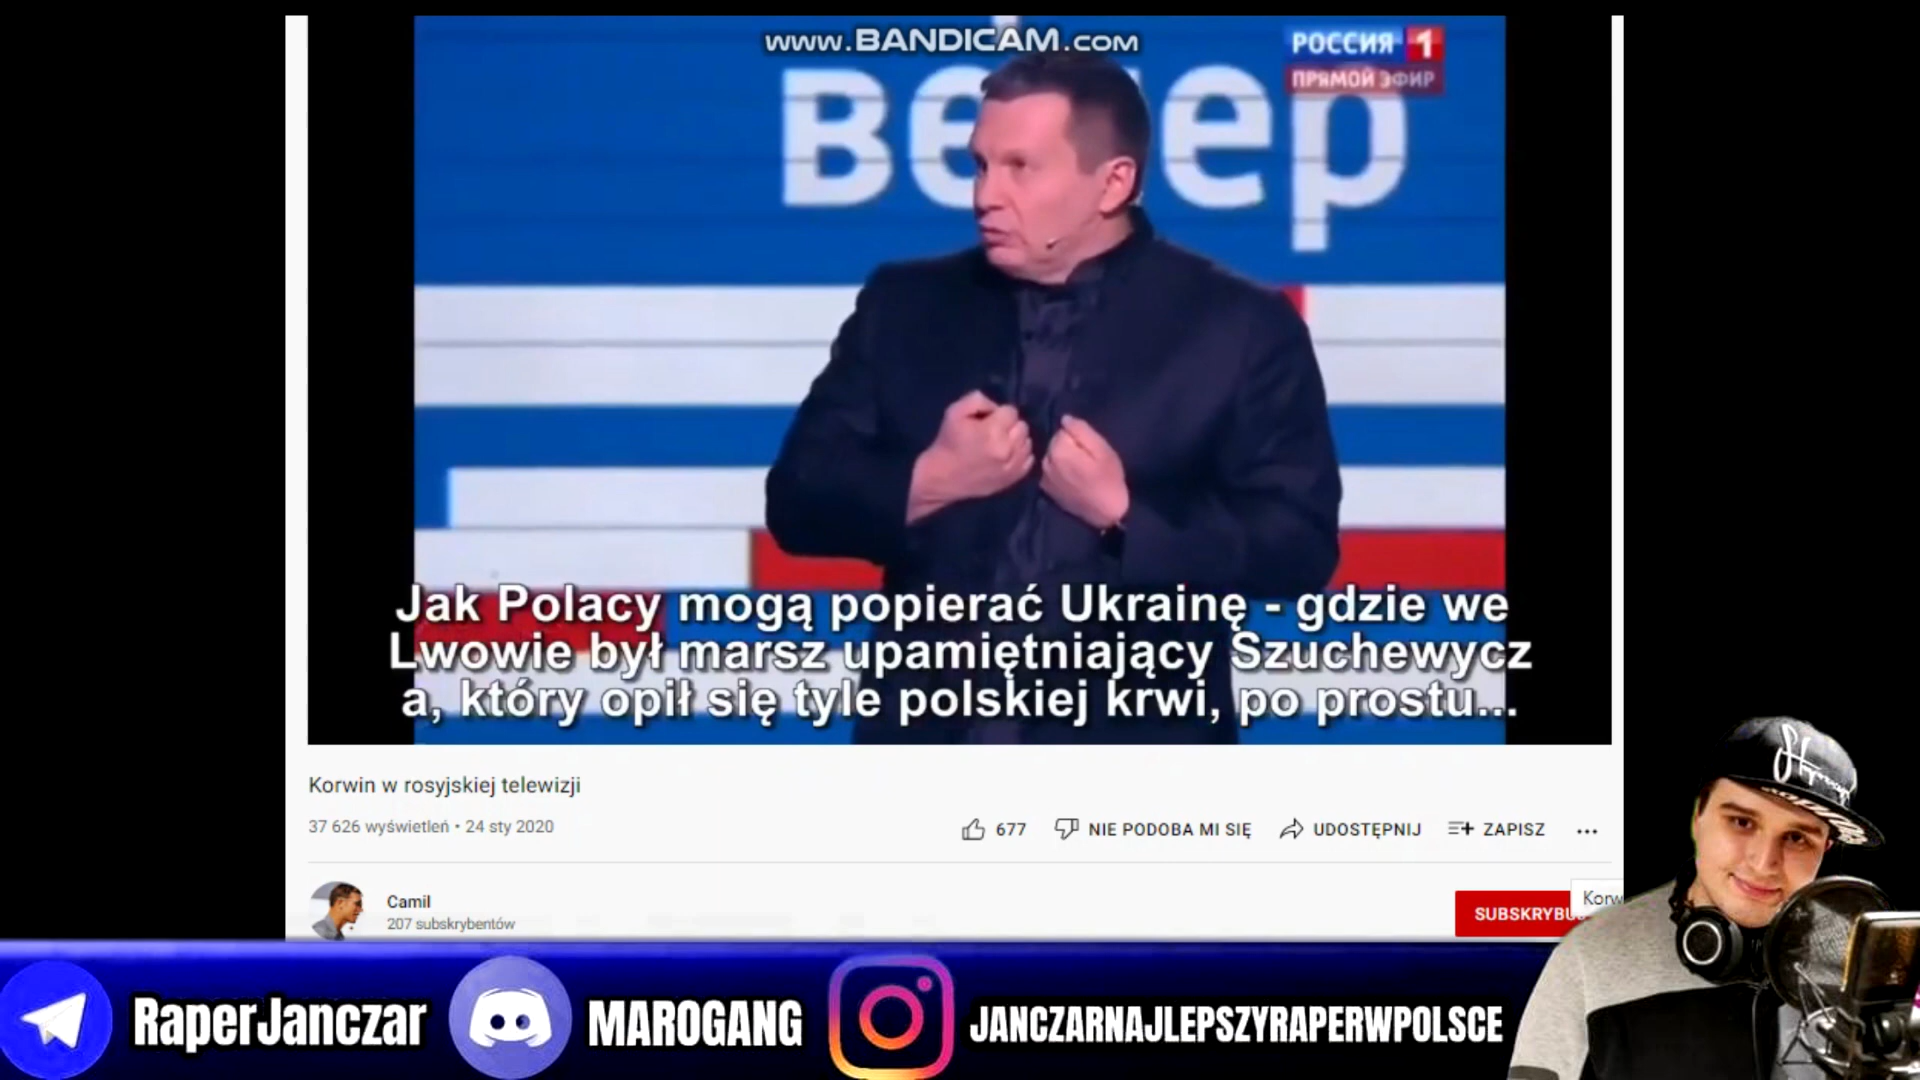 www.BANDICAM.com
РОССИЯ 1
ПРЯМОЙ ЭФИР
Jak Polacy mogą popierać Ukrainę - gdzie we
Lwowie był marsz upamiętniający Szuchewycz
a, który opił się tyle polskiej krwi, po prostu...
Korwin w rosyjskiej telewizji
37 626 wyświetleń • 24 sty 2020
677 NIE PODOBA MI SIĘ UDOSTĘPNIJ ZAPISZ
Camil
207 subskrybentów
RaperJanczar MAROGANG JANCZARNAJLEPSZYRAPERWPOLSCE